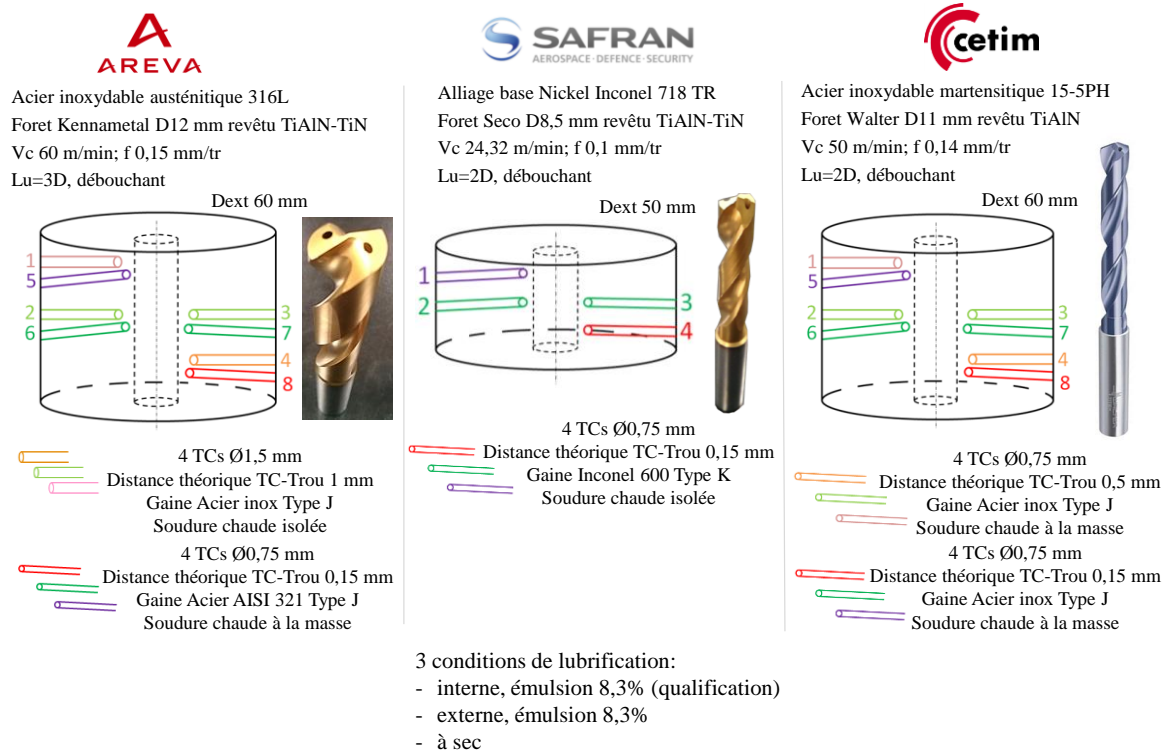 AREVA
Acier inoxydable austénitique 316L
Foret Kennametal D12 mm revêtu TiAlN-TiN
Vc 60 m/min; f 0,15 mm/tr
Lu=3D, débouchant
Dext 60 mm
1
5
2
6
3
7
4
8
4 TCs Ø1,5 mm
Distance théorique TC-Trou 1 mm
Gaine Acier inox Type J
Soudure chaude isolée
4 TCs Ø0,75 mm
Distance théorique TC-Trou 0,15 mm
Gaine Acier AISI 321 Type J
Soudure chaude à la masse
SAFRAN
AEROSPACE·DEFENCE·SECURITY
Alliage base Nickel Inconel 718 TR
Foret Seco D8,5 mm revêtu TiAlN-TiN
Vc 24,32 m/min; f 0,1 mm/tr
Lu=2D, débouchant
Dext 50 mm
1
2
3
4
4 TCs Ø0,75 mm
Distance théorique TC-Trou 0,15 mm
Gaine Inconel 600 Type K
Soudure chaude isolée
cetim
Acier inoxydable martensitique 15-5PH
Foret Walter D11 mm revêtu TiAlN
Vc 50 m/min; f 0,14 mm/tr
Lu=2D, débouchant
Dext 60 mm
1
5
2
6
3
7
4
8
4 TCs Ø0,75 mm
Distance théorique TC-Trou 0,5 mm
Gaine Acier inox Type J
Soudure chaude à la masse
4 TCs Ø0,75 mm
Distance théorique TC-Trou 0,15 mm
Gaine Acier inox Type J
Soudure chaude à la masse
3 conditions de lubrification:
- interne, émulsion 8,3% (qualification)
- externe, émulsion 8,3%
- à sec